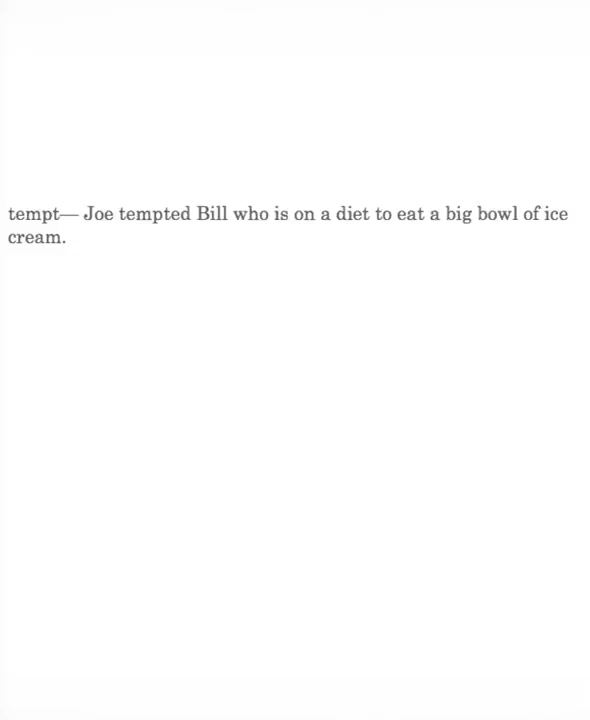 tempt— Joe tempted Bill who is on a diet to eat a big bowl of ice
cream.